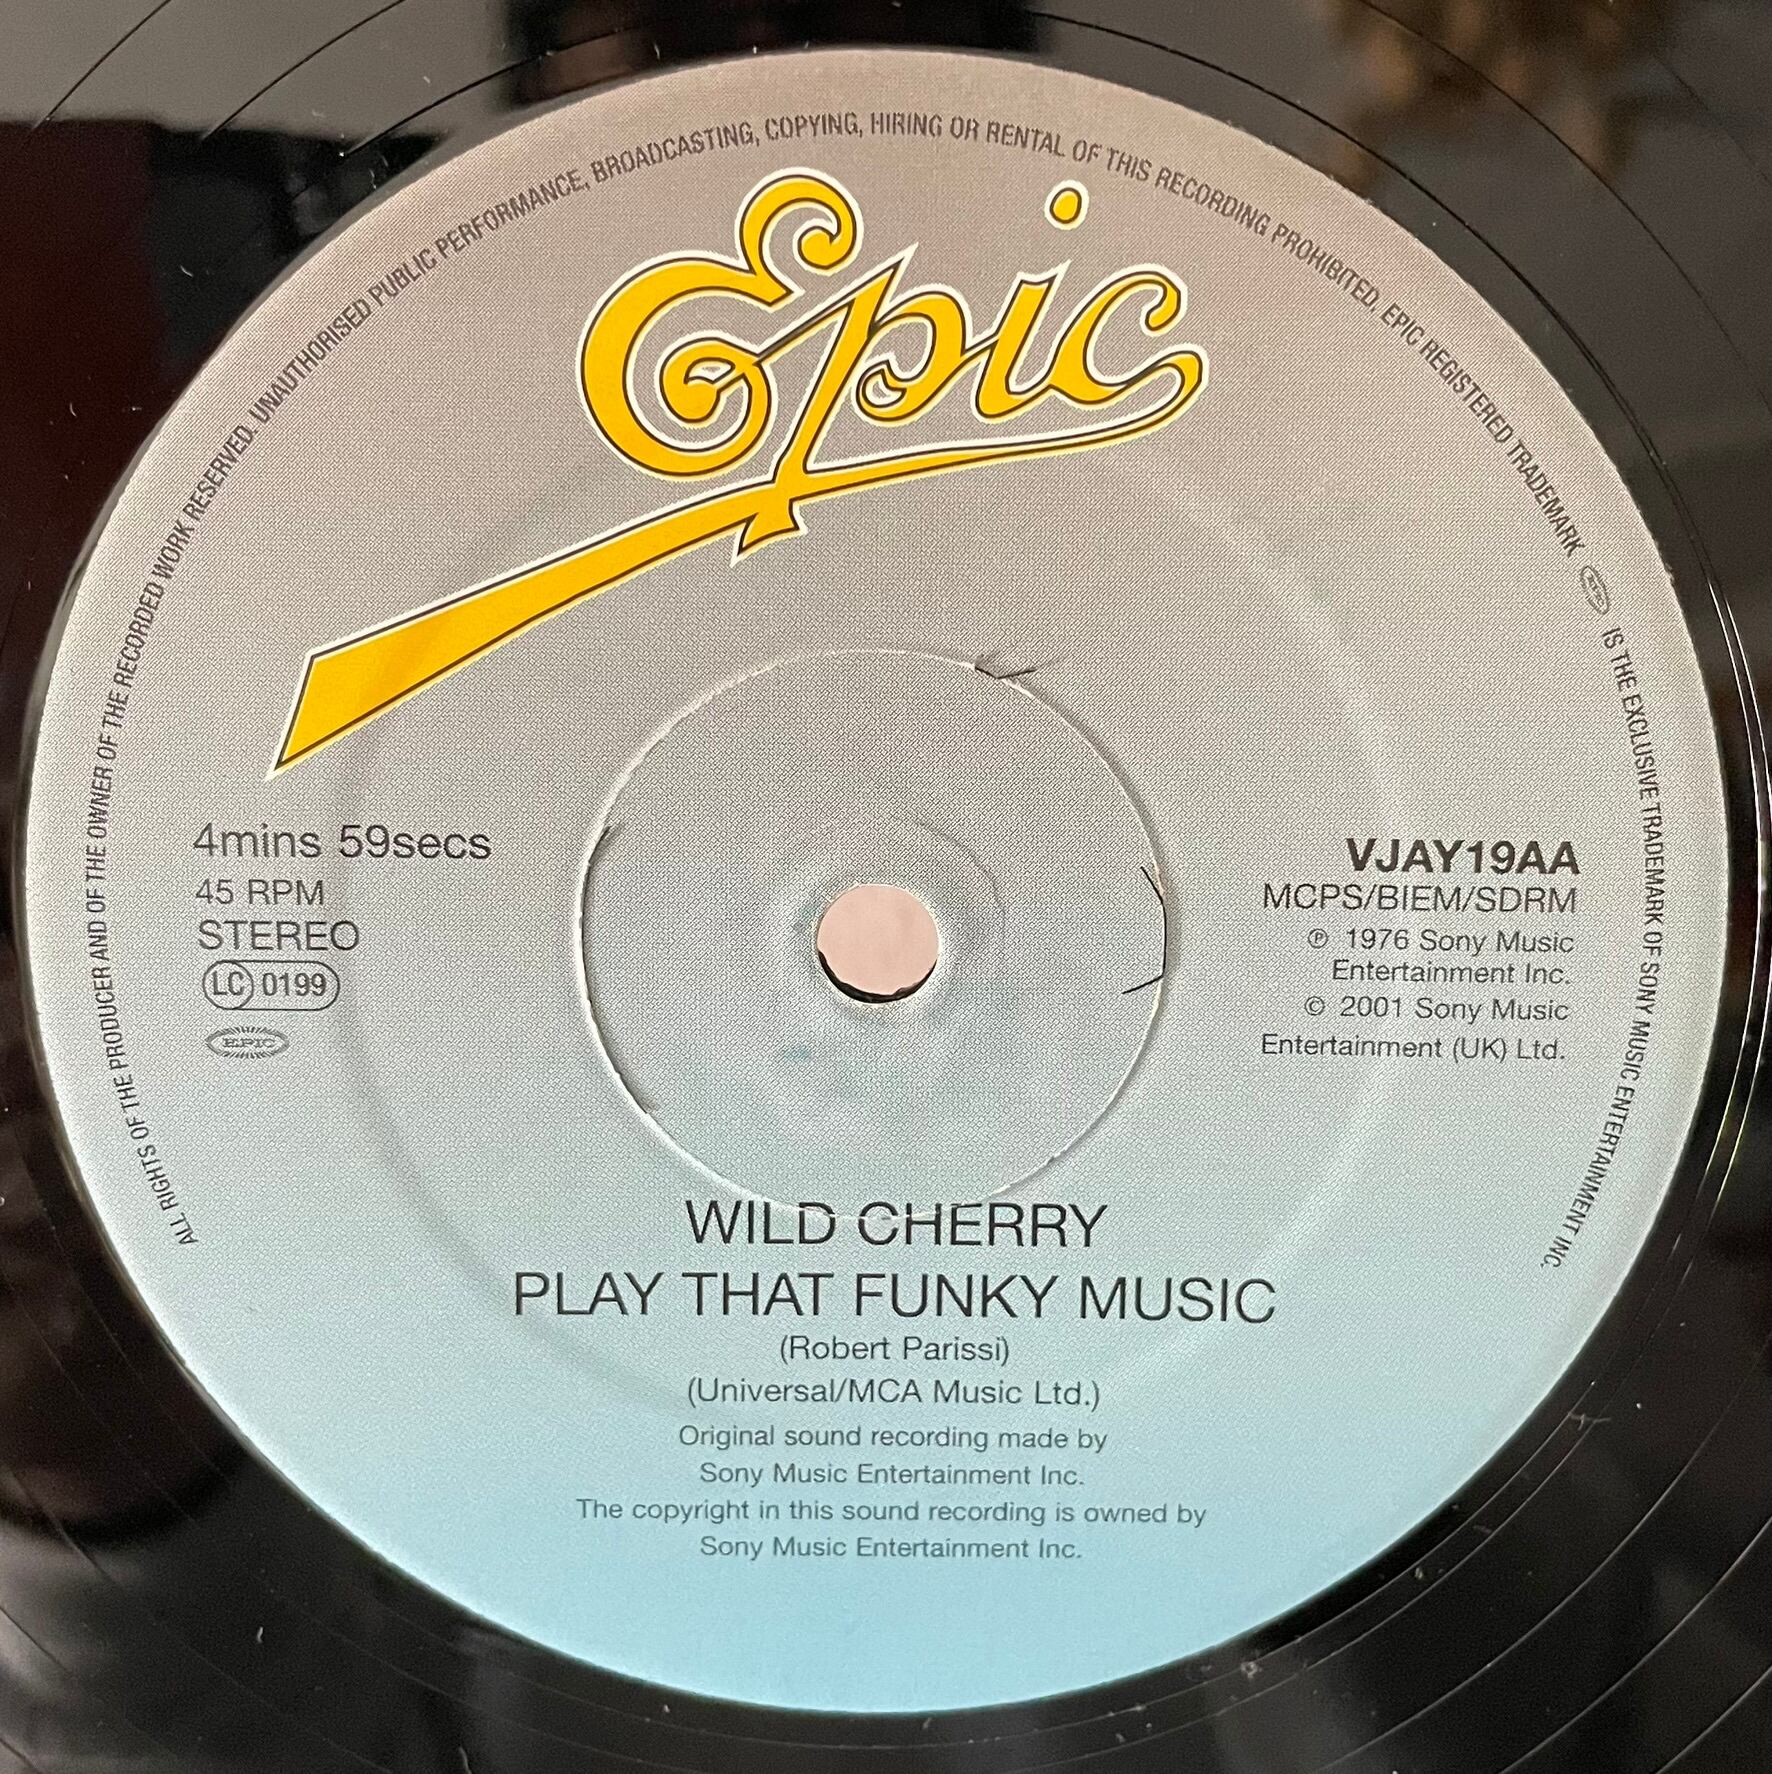 ALL RIGHTS OF THE PRODUCER AND OF THE OWNER OF THE RECORDED WORK RESERVED. UNAUTHORISED PUBLIC PERFORMANCE, BROADCASTING, COPYING, HIRING OR RENTAL OF THIS RECORDING PROHIBITED. EPIC REGISTERED TRADEMARK EPIC IS THE EXCLUSIVE TRADEMARK OF SONY MUSIC ENTERTAINMENT INC.
Epic
4mins 59secs
45 RPM
STEREO
LC 0199
EPIC
VJAY19AA
MCPS/BIEM/SDRM
℗ 1976 Sony Music
Entertainment Inc.
© 2001 Sony Music
Entertainment (UK) Ltd.
WILD CHERRY
PLAY THAT FUNKY MUSIC
(Robert Parissi)
(Universal/MCA Music Ltd.)
Original sound recording made by
Sony Music Entertainment Inc.
The copyright in this sound recording is owned by
Sony Music Entertainment Inc.